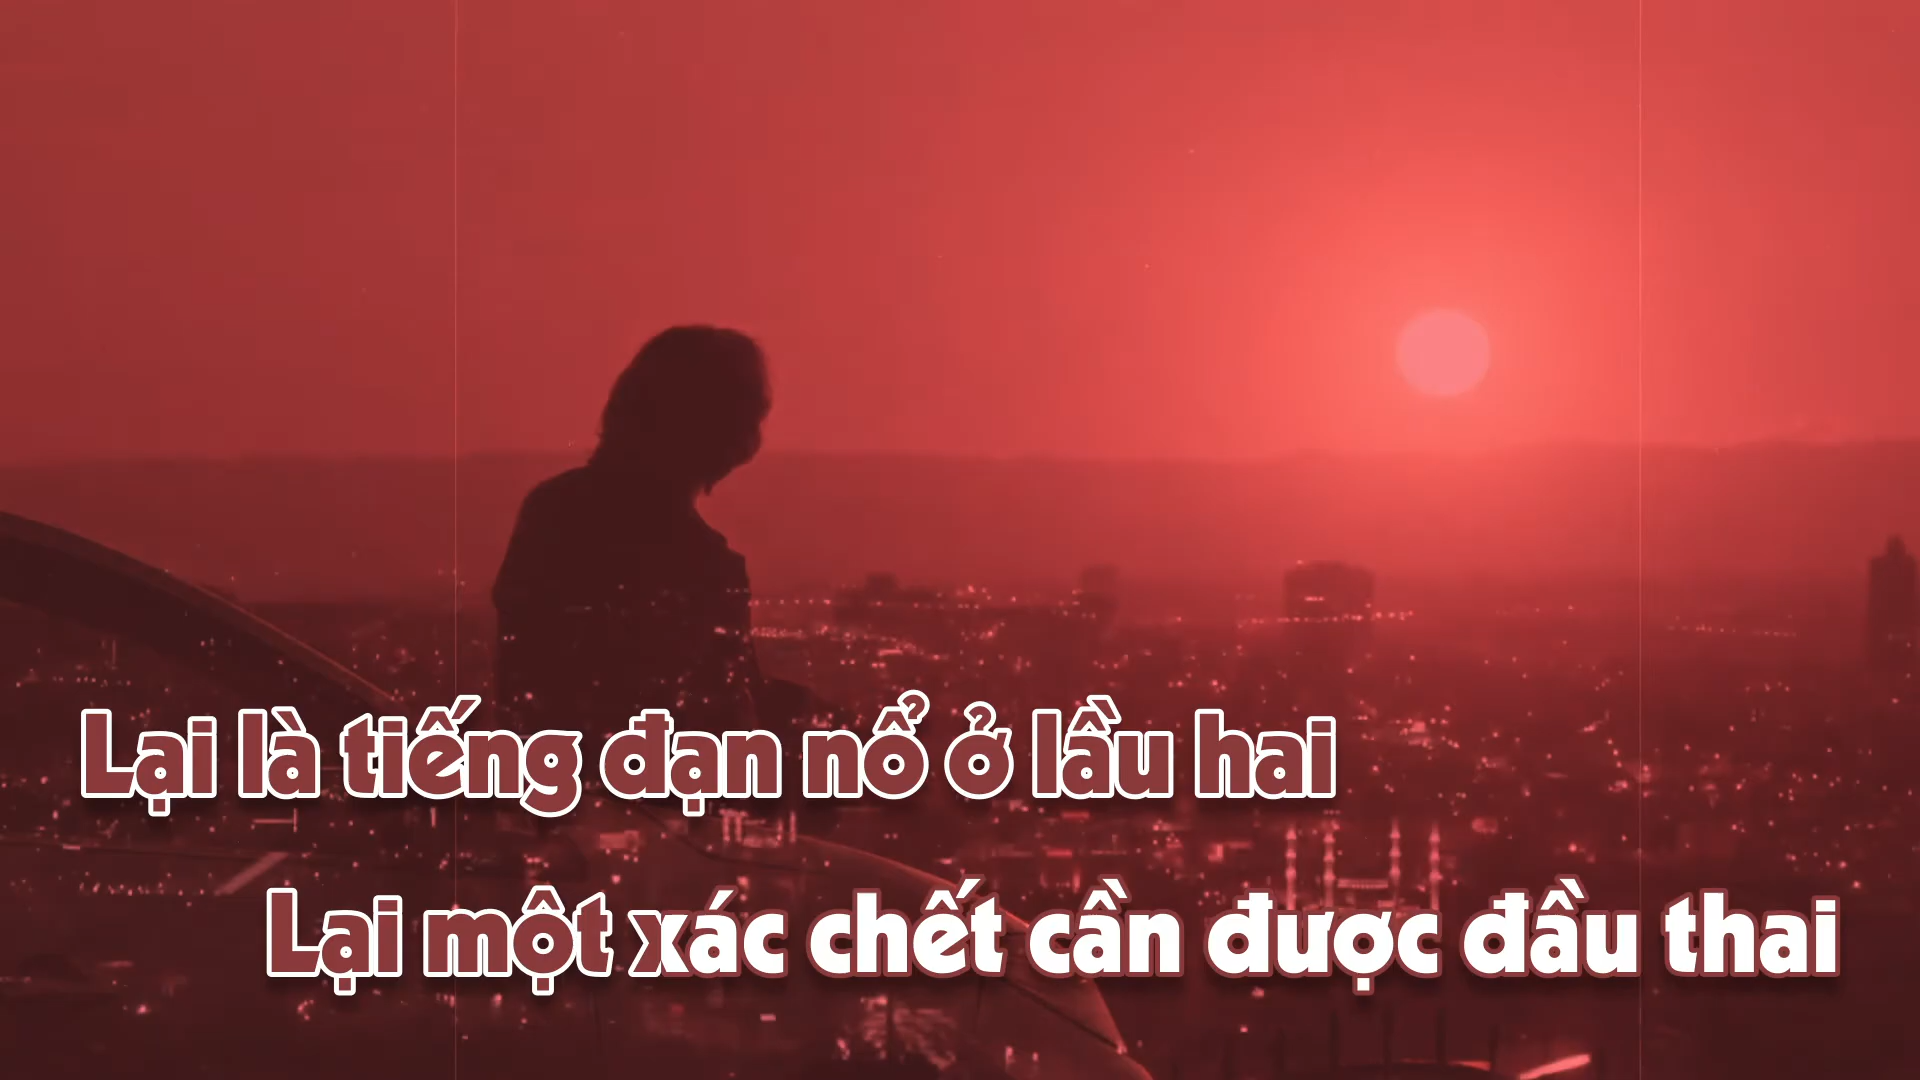 Lại là tiếng đạn nổ ở lầu hai
Lại một xác chết cần được đầu thai